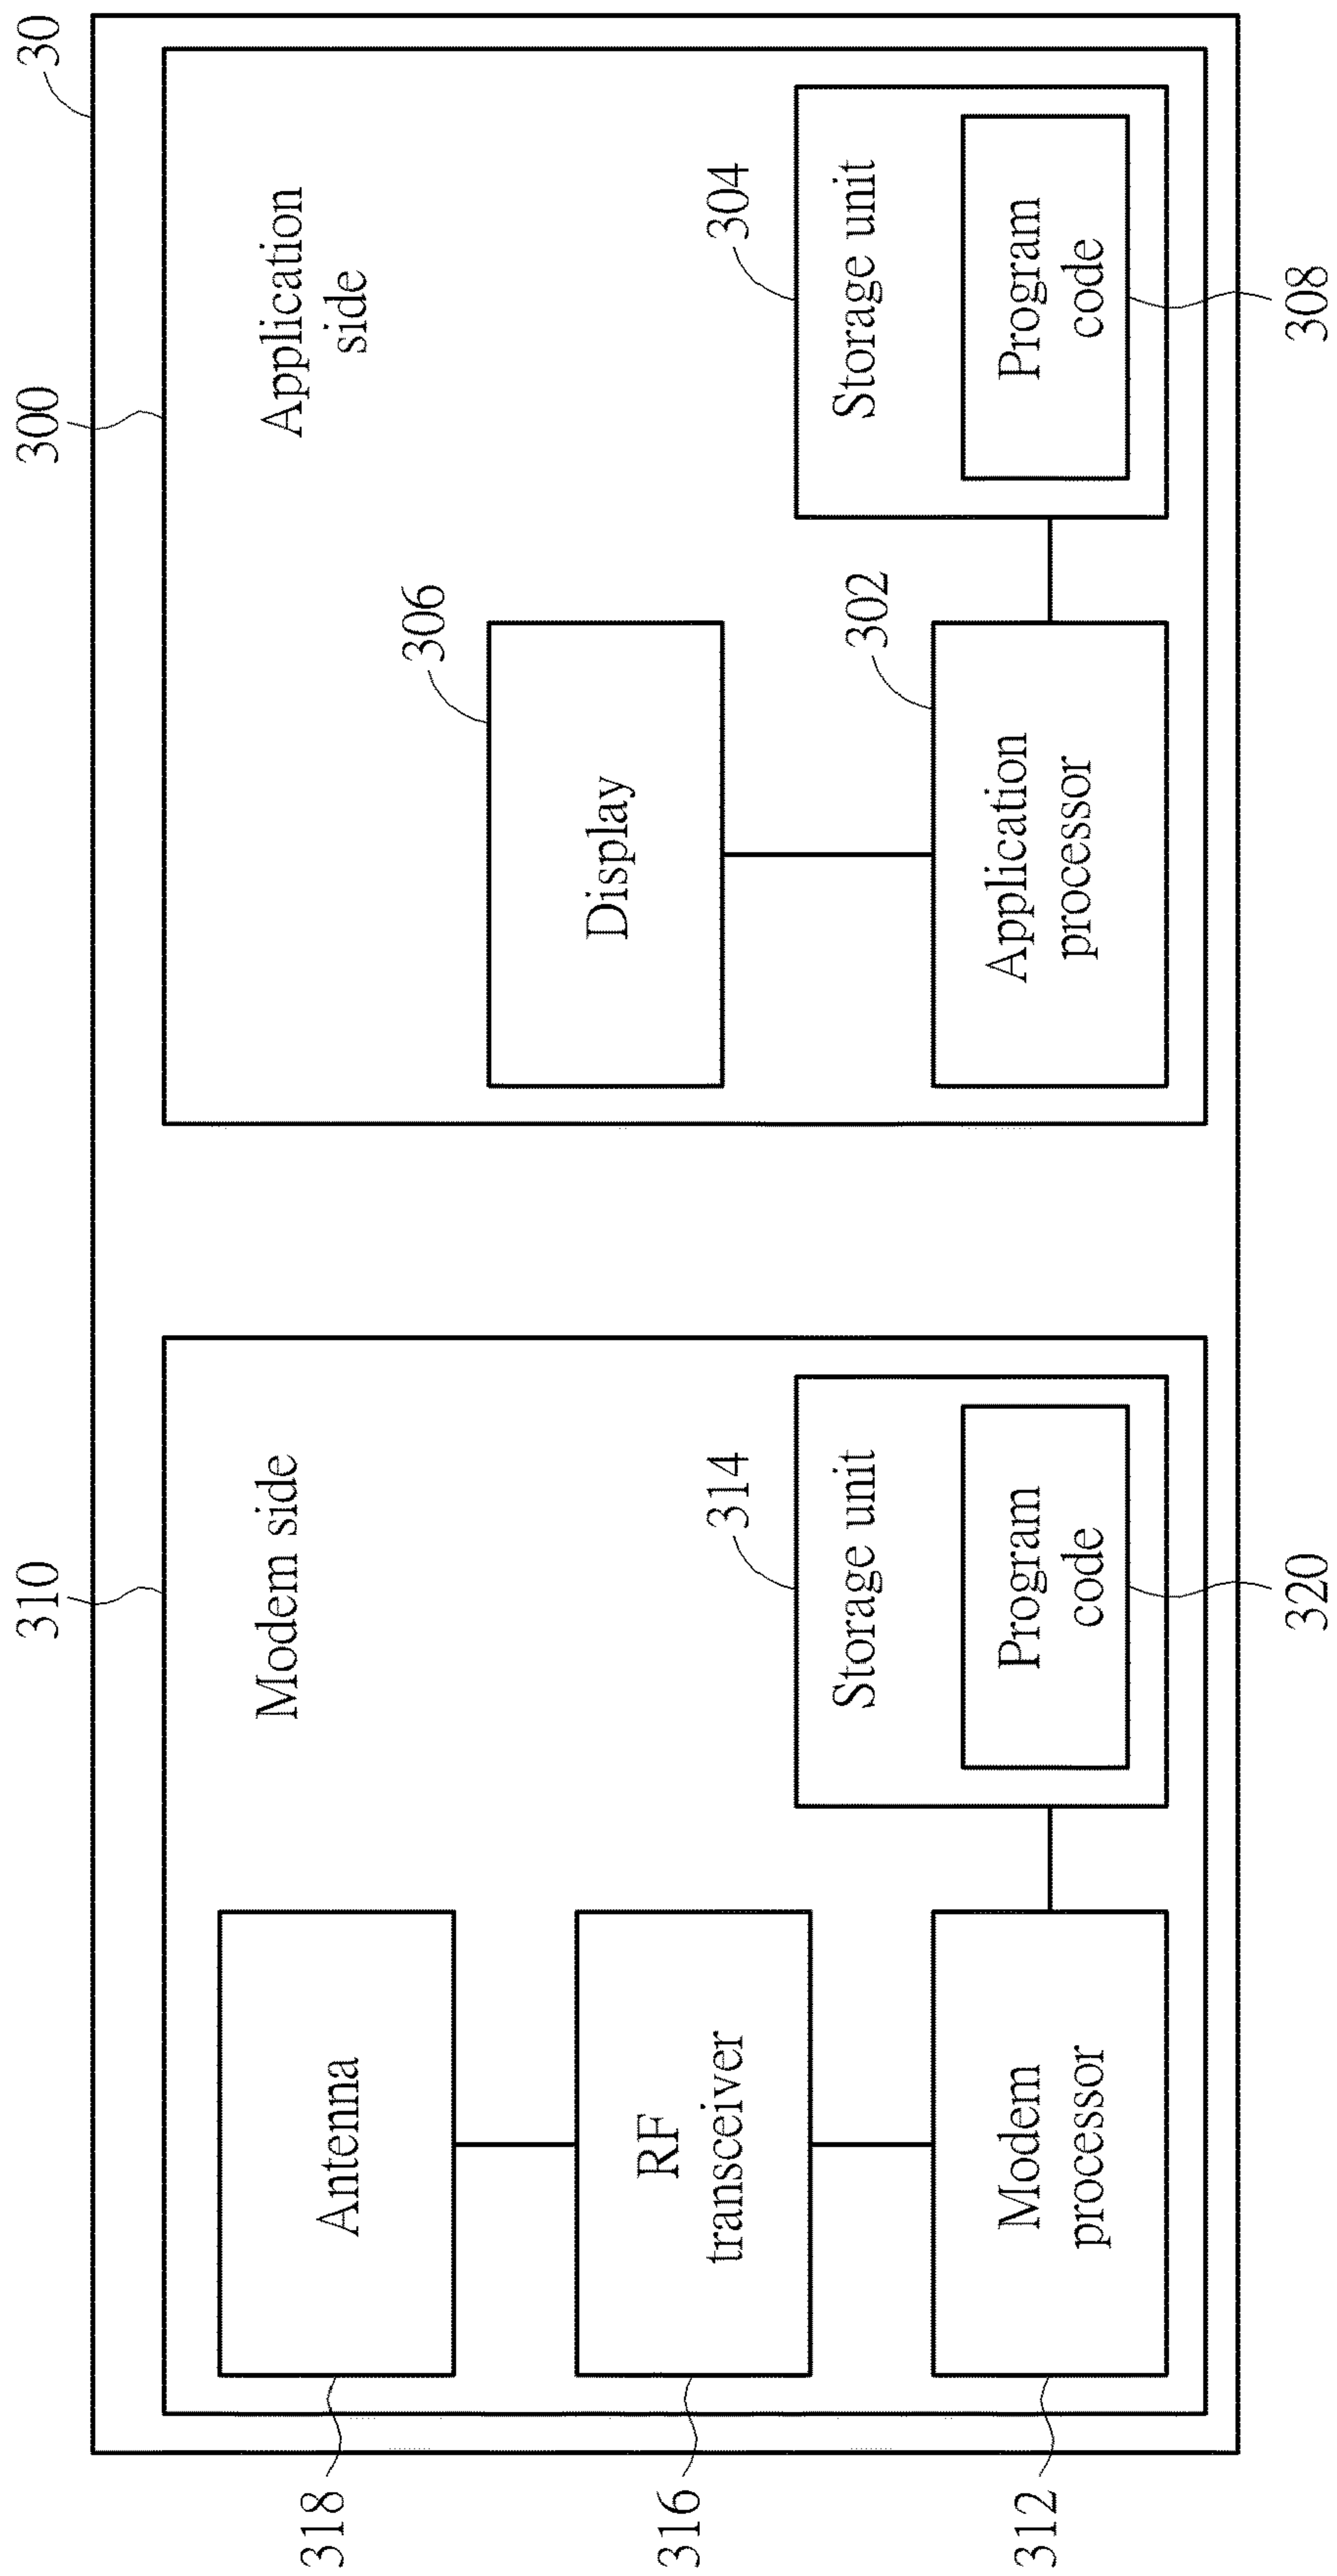 30
310
300
Modem side
Application
side
318
Antenna
316
RF
transceiver
312
Modem
processor
314
Storage unit
Program
code
320
306
Display
302
Application
processor
304
Storage unit
Program
code
308